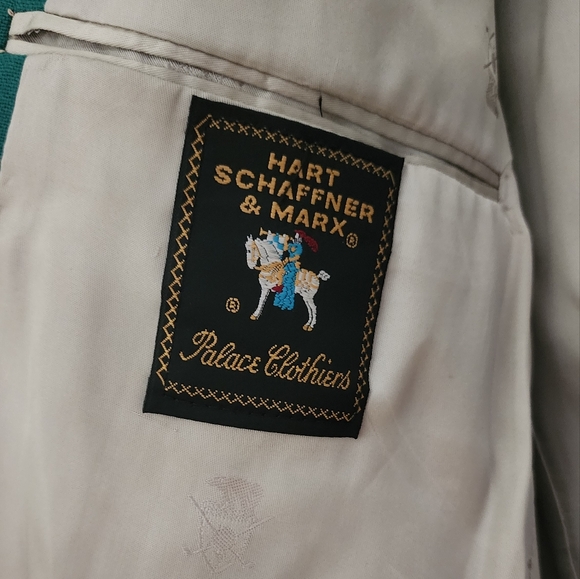 HART
SCHAFFNER
& MARX®
®
Palace Clothiers